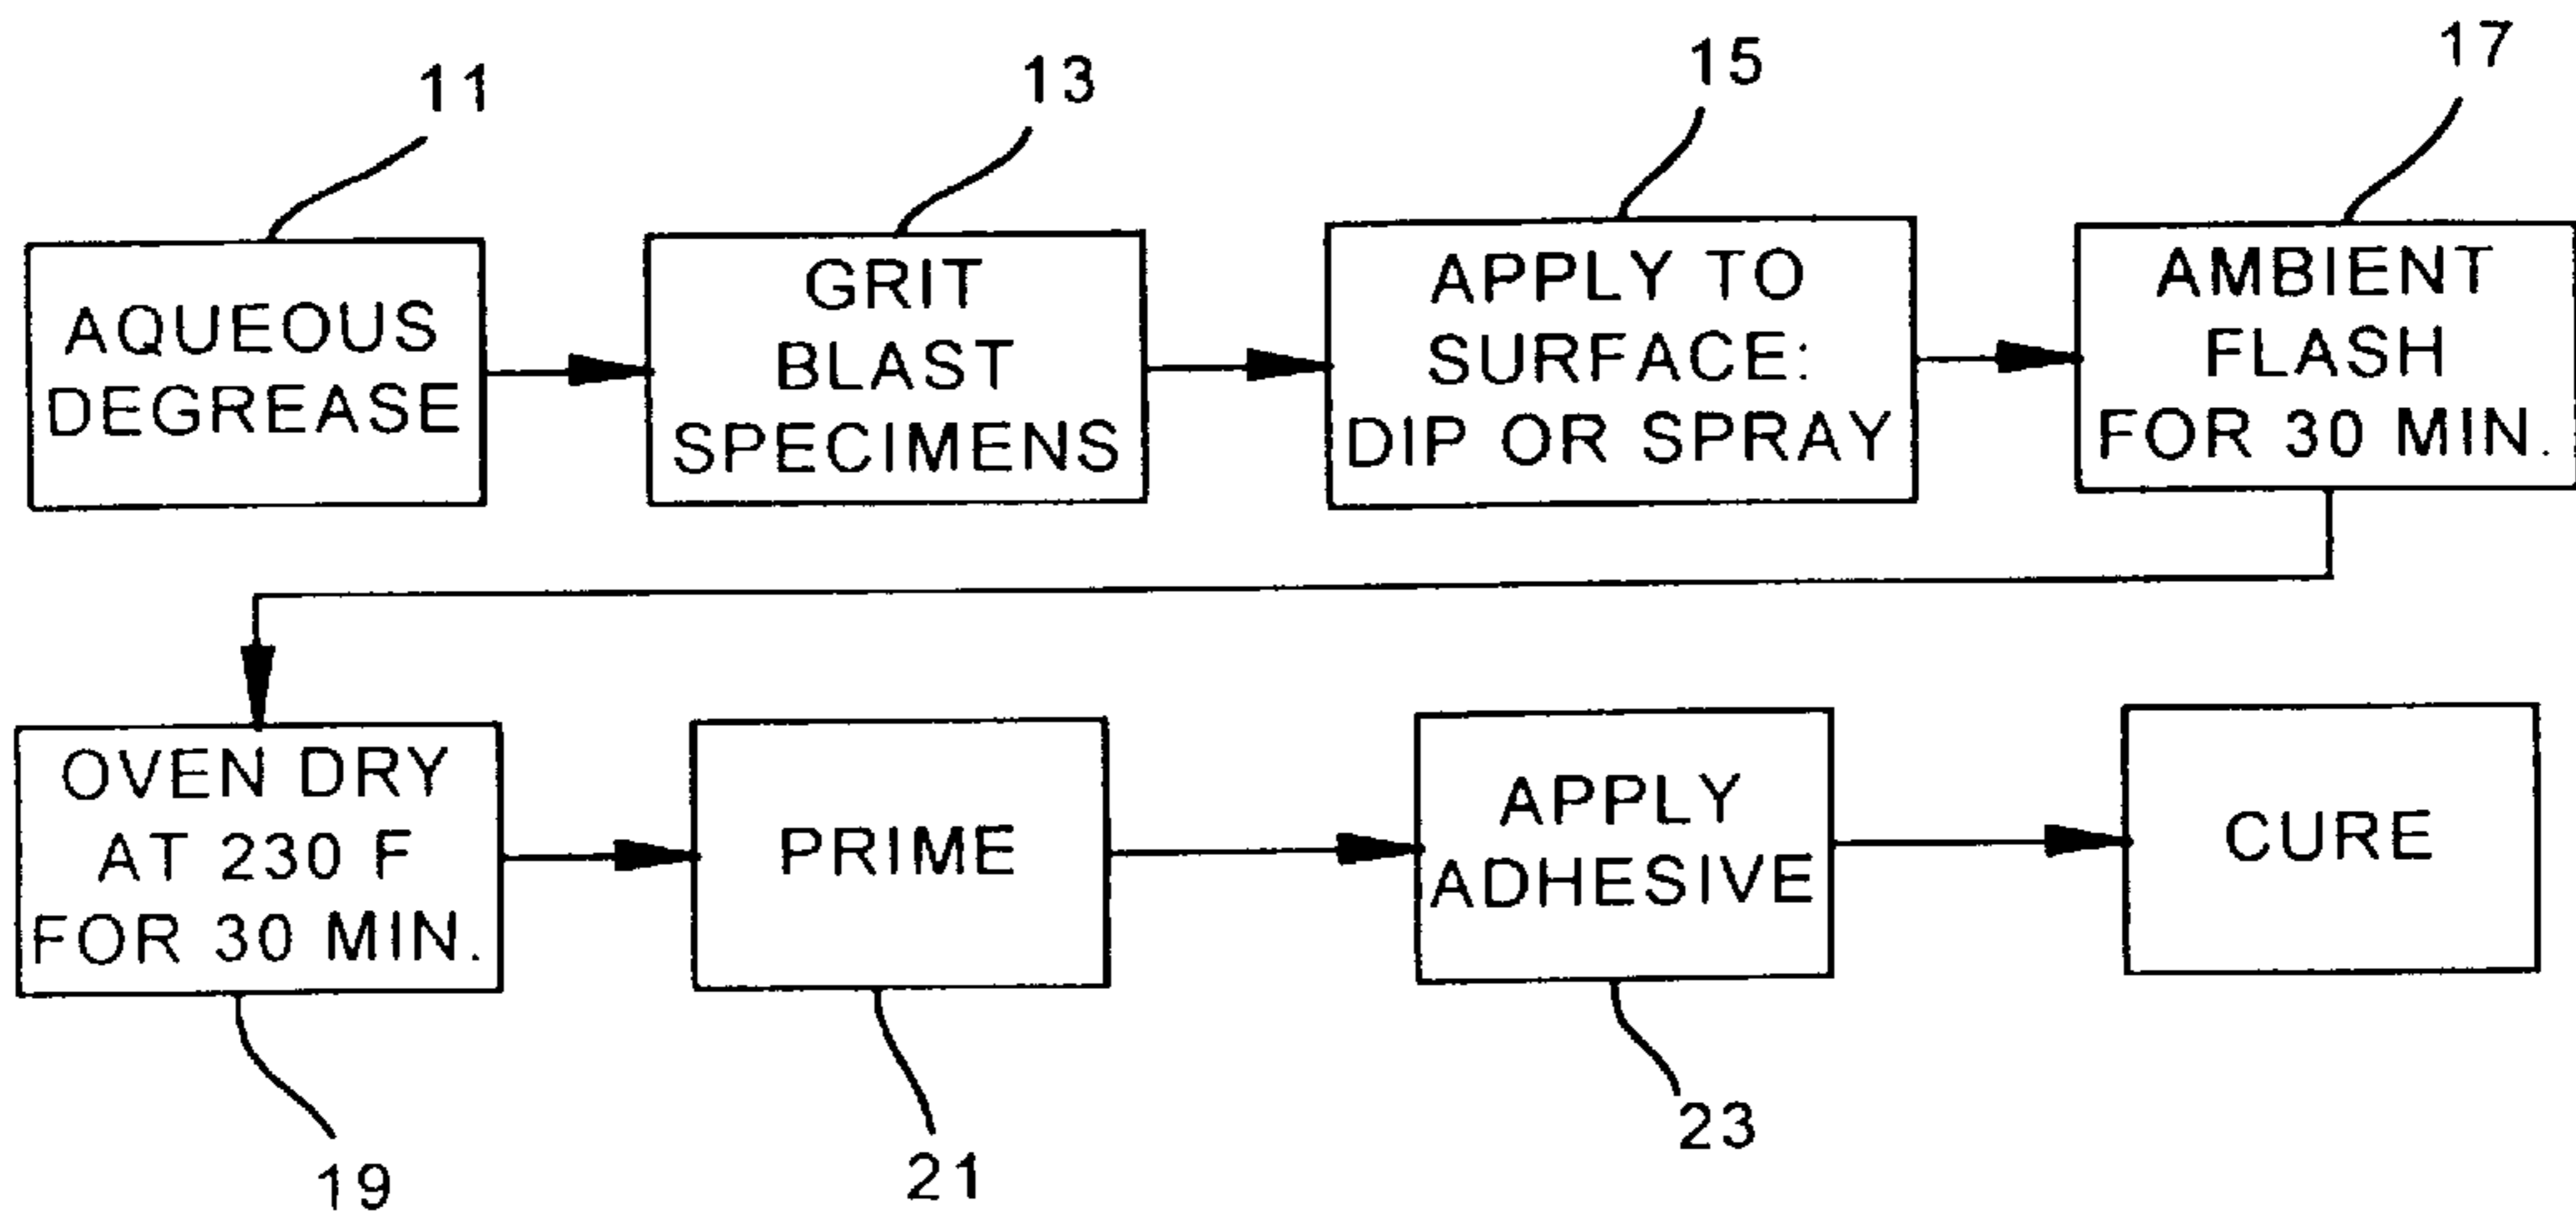 11
13
15
17
AQUEOUS
DEGREASE
GRIT
BLAST
SPECIMENS
APPLY TO
SURFACE:
DIP OR SPRAY
AMBIENT
FLASH
FOR 30 MIN.
OVEN DRY
AT 230 F
FOR 30 MIN.
PRIME
APPLY
ADHESIVE
CURE
19
21
23